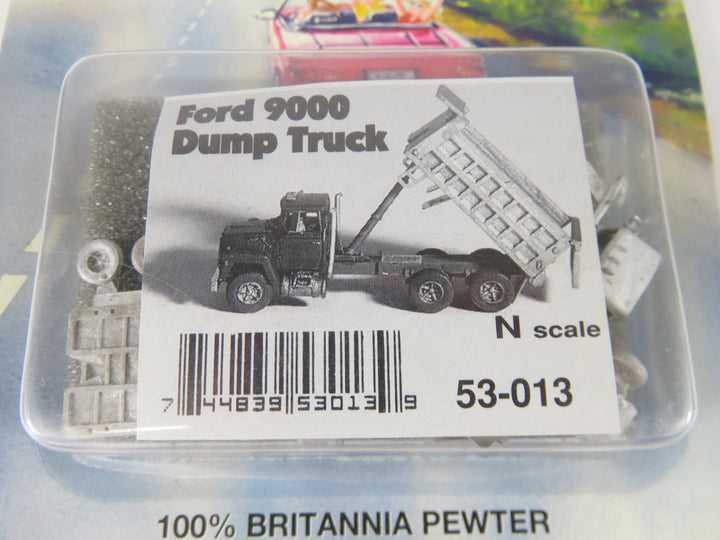 Ford 9000
Dump Truck
N scale
7 44839 53013 9
53-013
100% BRITANNIA PEWTER